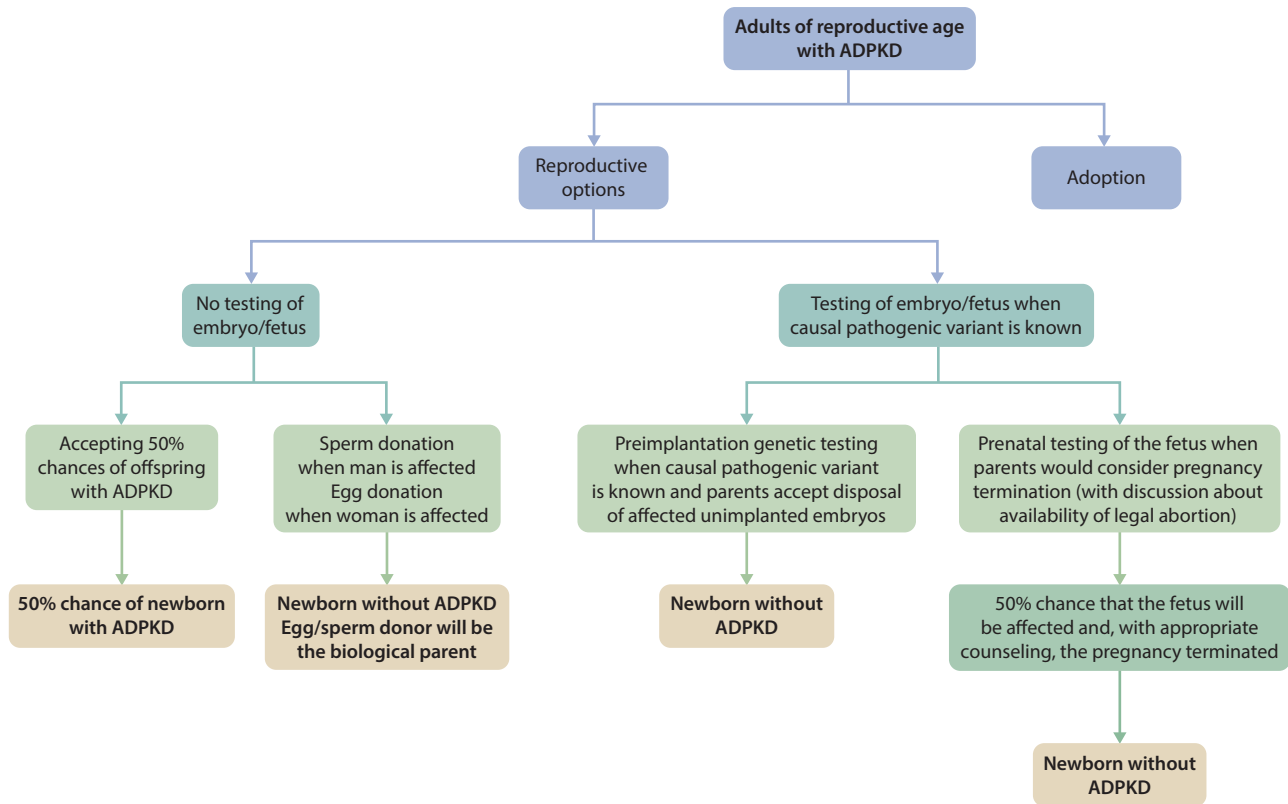 Adults of reproductive age
with ADPKD
Reproductive
options
Adoption
No testing of
embryo/fetus
Testing of embryo/fetus when
causal pathogenic variant is known
Accepting 50%
chances of offspring
with ADPKD
Sperm donation
when man is affected
Egg donation
when woman is affected
Preimplantation genetic testing
when causal pathogenic variant
is known and parents accept disposal
of affected unimplanted embryos
Prenatal testing of the fetus when
parents would consider pregnancy
termination (with discussion about
availability of legal abortion)
50% chance of newborn
with ADPKD
Newborn without ADPKD
Egg/sperm donor will be
the biological parent
Newborn without
ADPKD
50% chance that the fetus will
be affected and, with appropriate
counseling, the pregnancy terminated
Newborn without
ADPKD